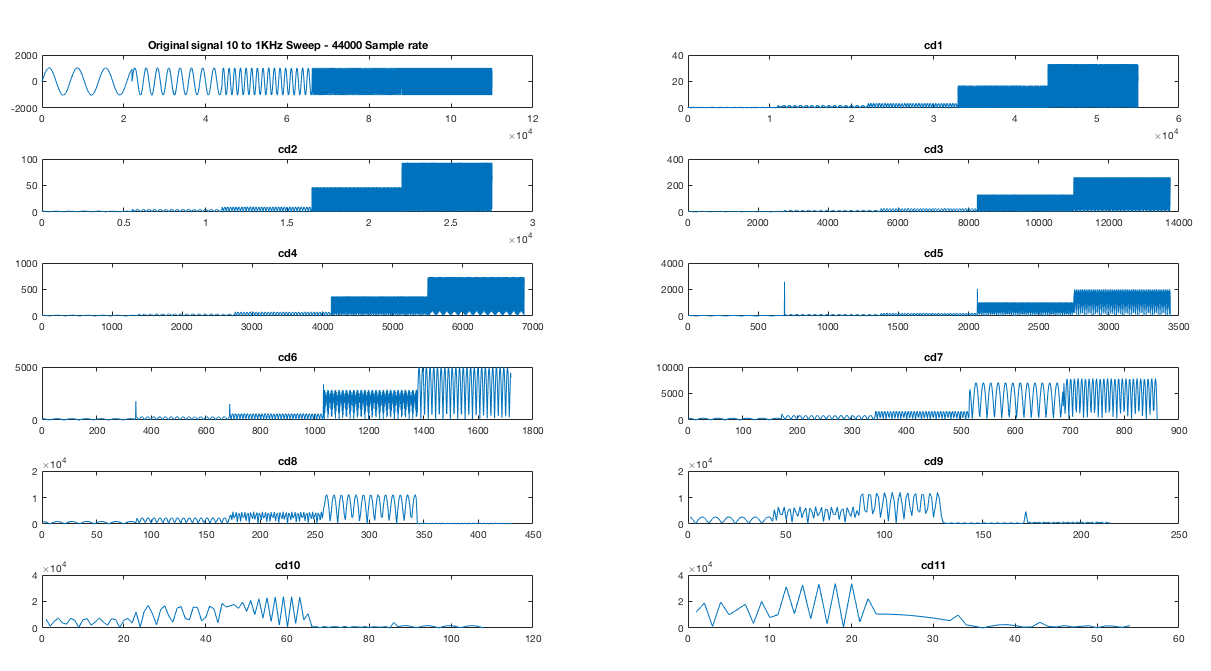 Original signal 10 to 1KHz Sweep - 44000 Sample rate
2000
0
-2000
0 2 4 6 8 10 12
×10^4
cd1
40
20
0
0 1 2 3 4 5 6
×10^4
cd2
100
50
0
0 0.5 1 1.5 2 2.5 3
×10^4
cd3
400
200
0
0 2000 4000 6000 8000 10000 12000 14000
cd4
1000
500
0
0 1000 2000 3000 4000 5000 6000 7000
cd5
4000
2000
0
0 500 1000 1500 2000 2500 3000 3500
cd6
5000
0
0 200 400 600 800 1000 1200 1400 1600 1800
cd7
10000
5000
0
0 100 200 300 400 500 600 700 800 900
cd8
×10^4
2
1
0
0 50 100 150 200 250 300 350 400 450
cd9
×10^4
2
1
0
0 50 100 150 200 250
cd10
×10^4
4
2
0
0 20 40 60 80 100 120
cd11
×10^4
4
2
0
0 10 20 30 40 50 60